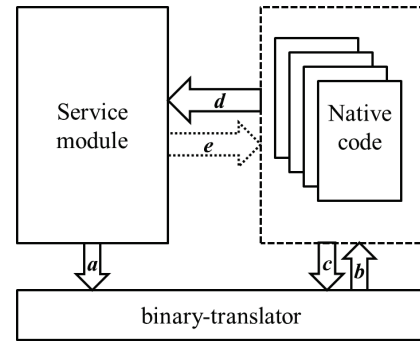 Service
module
d
e
Native
code
a
c
b
binary-translator